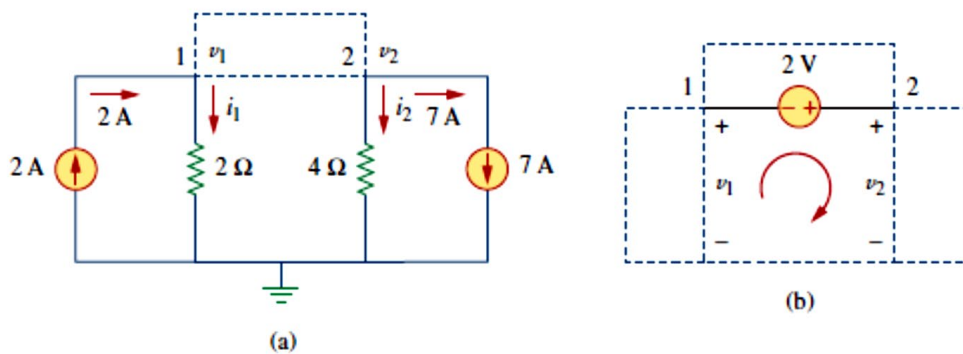 1 v₁ 2 v₂
2 A i₁ i₂ 7 A
2 A 2 Ω 4 Ω 7 A
(a)
2 V
1 2
− +
+ +
v₁ v₂
− −
(b)